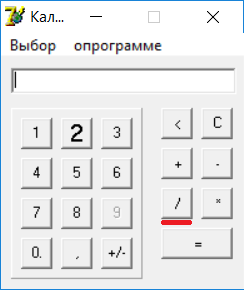 Кал...
Выбор опрограмме
1 2 3 < C
4 5 6 + -
7 8 9 / *
0. , +/- =